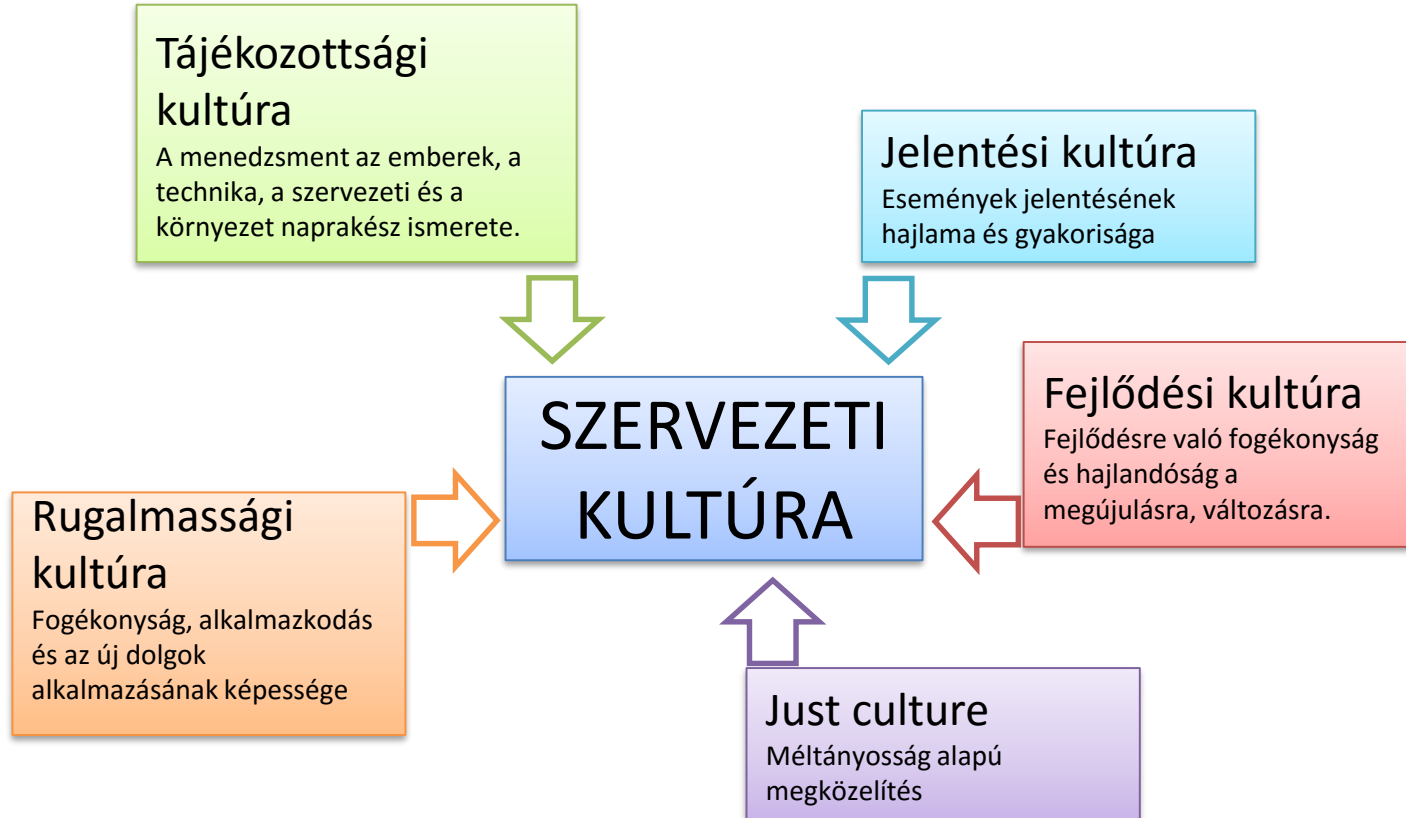 Tájékozottsági
kultúra
A menedzsment az emberek, a
technika, a szervezeti és a
környezet naprakész ismerete.
Jelentési kultúra
Események jelentésének
hajlama és gyakorisága
SZERVEZETI
KULTÚRA
Fejlődési kultúra
Fejlődésre való fogékonyság
és hajlandóság a
megújulásra, változásra.
Rugalmassági
kultúra
Fogékonyság, alkalmazkodás
és az új dolgok
alkalmazásának képessége
Just culture
Méltányosság alapú
megközelítés